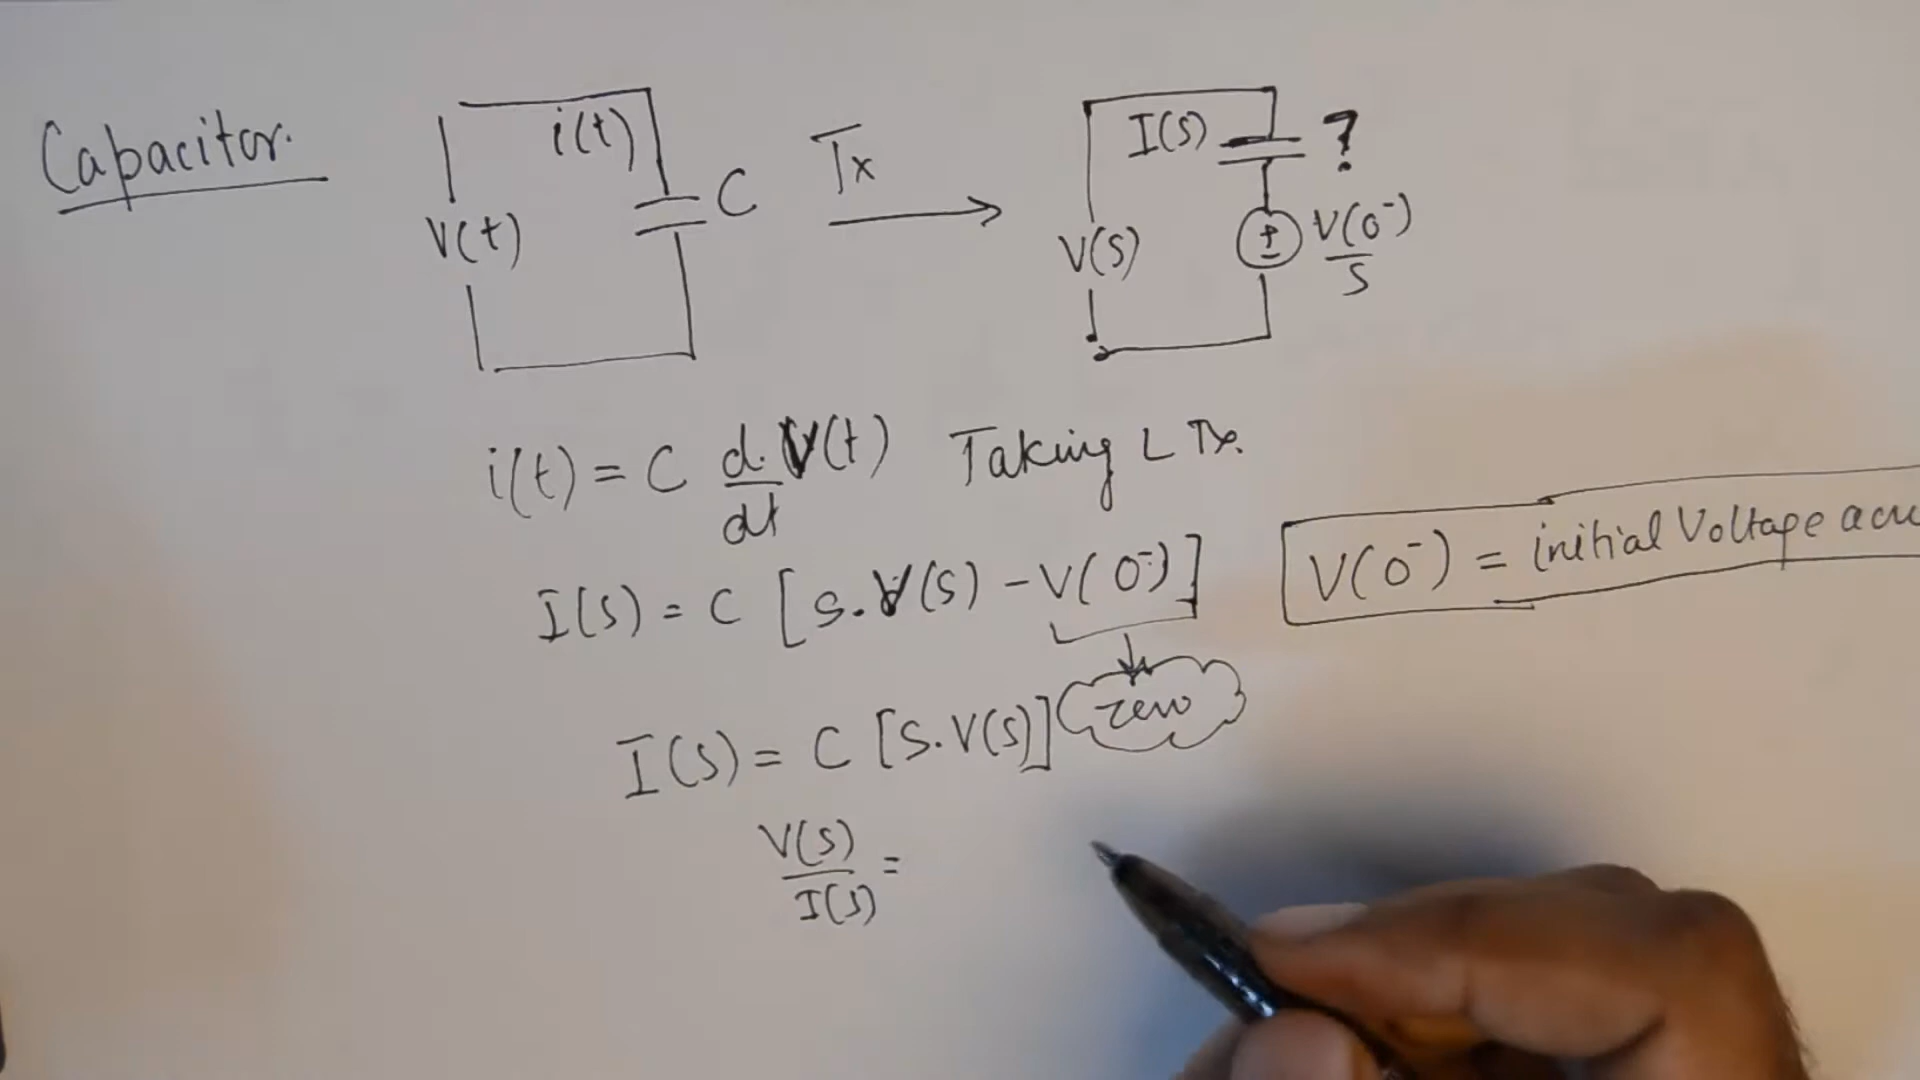 Capacitor.
i(t)
V(t)
C
Tx
I(S)
?
V(S)
±
V(0⁻)
S
i(t) = C d. V(t) Taking L Tx.
dt
I(S) = C [S.V(S) - V(0⁻)]
V(0⁻) = initial Voltage
zero
I(S) = C [S.V(S)]
V(S) =
I(S)